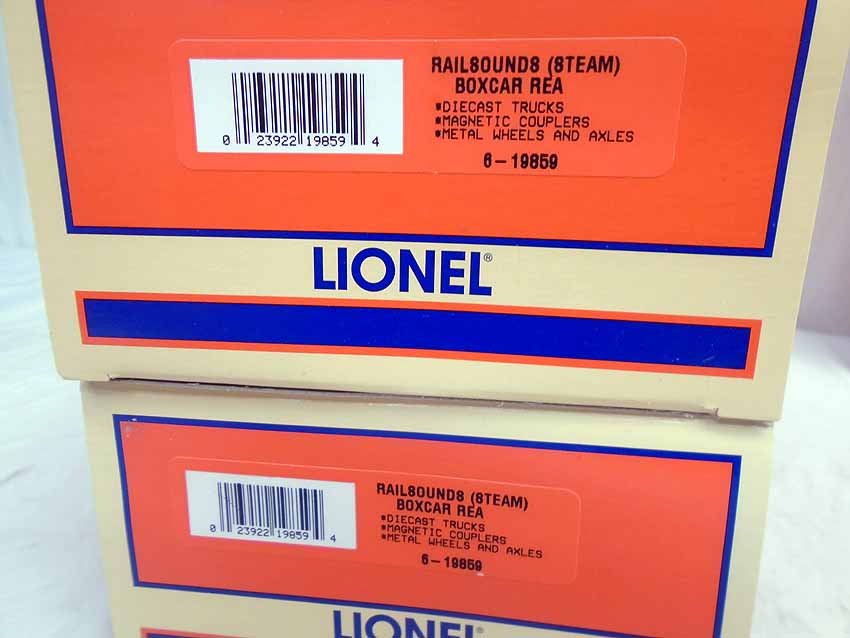 RAILSOUNDS (STEAM)
BOXCAR REA
*DIECAST TRUCKS
*MAGNETIC COUPLERS
*METAL WHEELS AND AXLES
6-19859
0 23922 19859 4
LIONEL®
RAILSOUNDS (STEAM)
BOXCAR REA
*DIECAST TRUCKS
*MAGNETIC COUPLERS
*METAL WHEELS AND AXLES
6-19859
0 23922 19859 4
LIONEL®